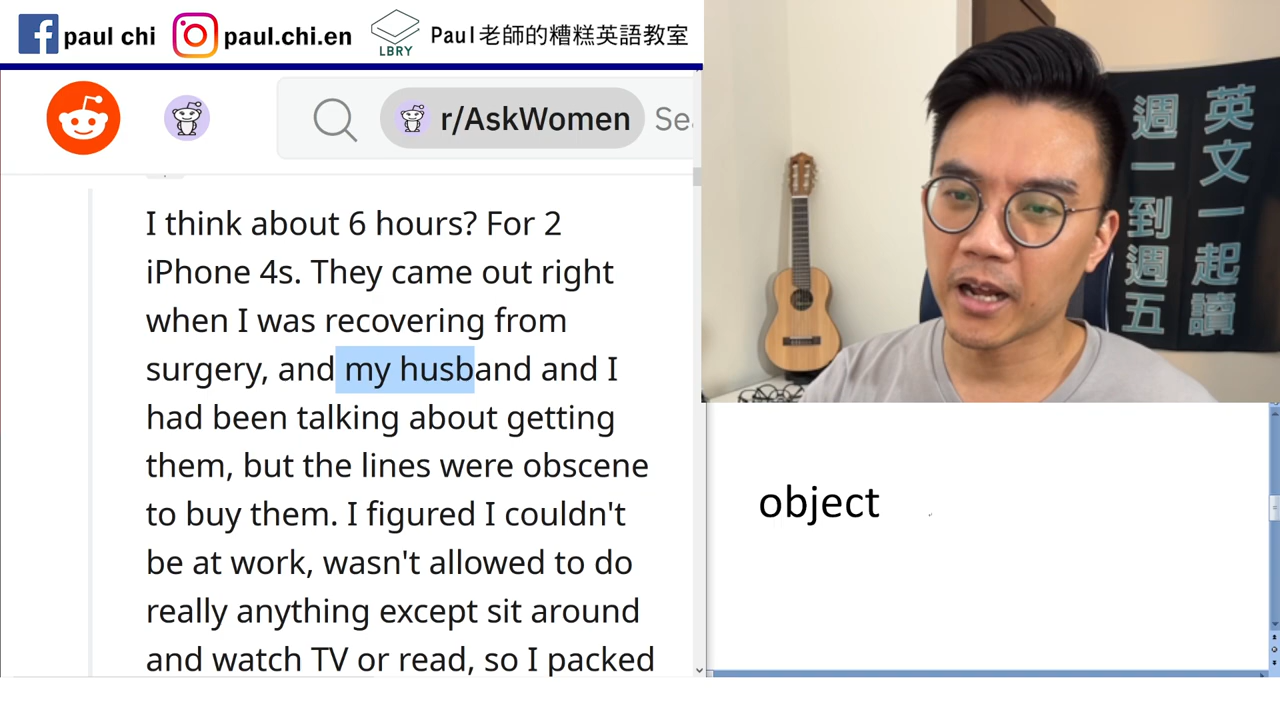 paul chi
paul.chi.en
LBRY
Paul老師的糟糕英語教室
r/AskWomen
Sea
I think about 6 hours? For 2
iPhone 4s. They came out right
when I was recovering from
surgery, and my husband and I
had been talking about getting
them, but the lines were obscene
to buy them. I figured I couldn't
be at work, wasn't allowed to do
really anything except sit around
and watch TV or read, so I packed
英文一起讀
週一到週五
object